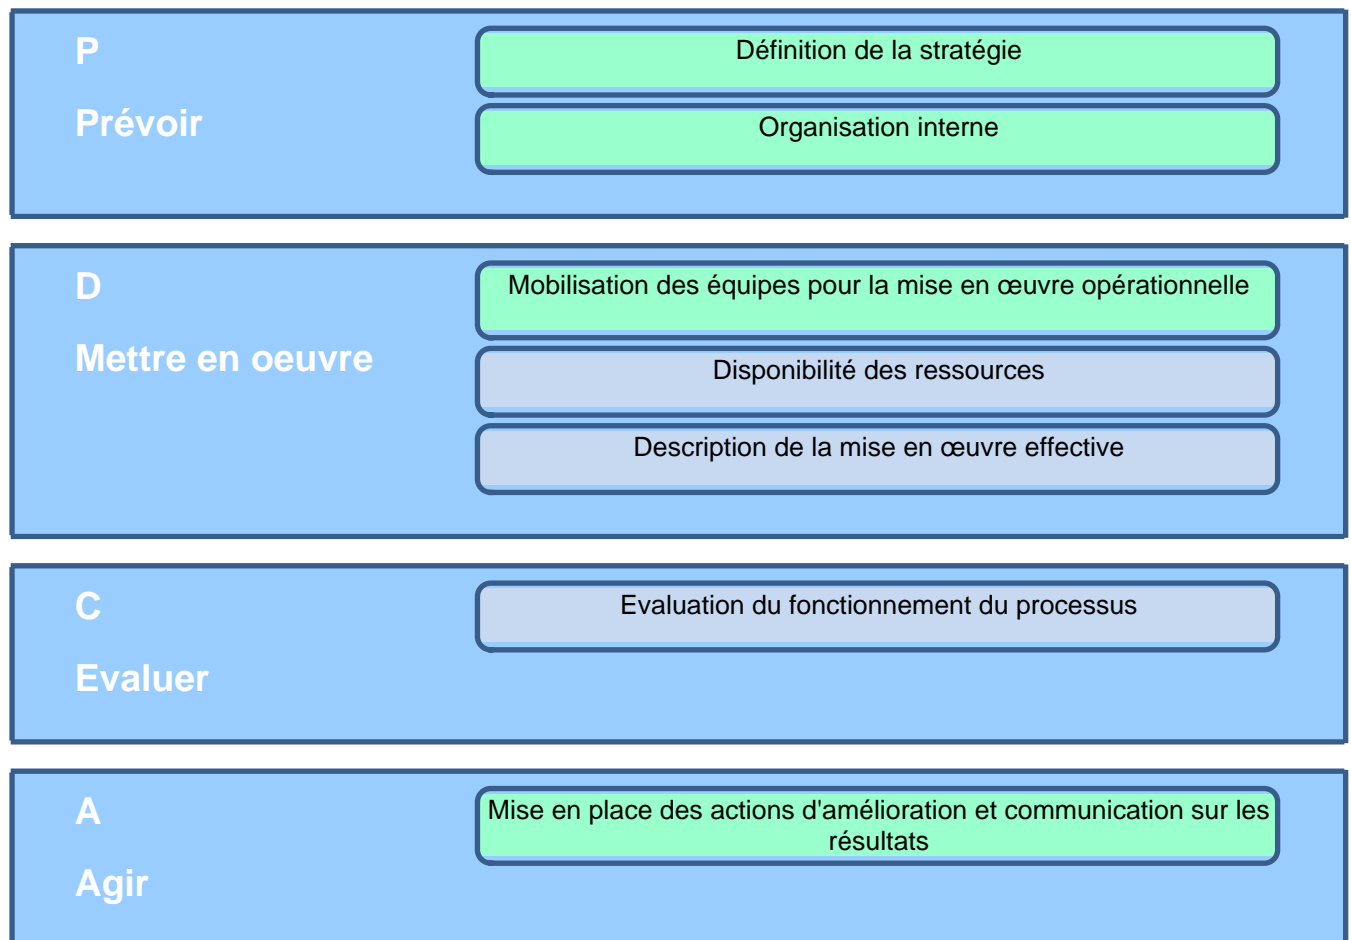 P
Prévoir
Définition de la stratégie
Organisation interne
D
Mettre en oeuvre
Mobilisation des équipes pour la mise en œuvre opérationnelle
Disponibilité des ressources
Description de la mise en œuvre effective
C
Evaluer
Evaluation du fonctionnement du processus
A
Agir
Mise en place des actions d'amélioration et communication sur les
résultats